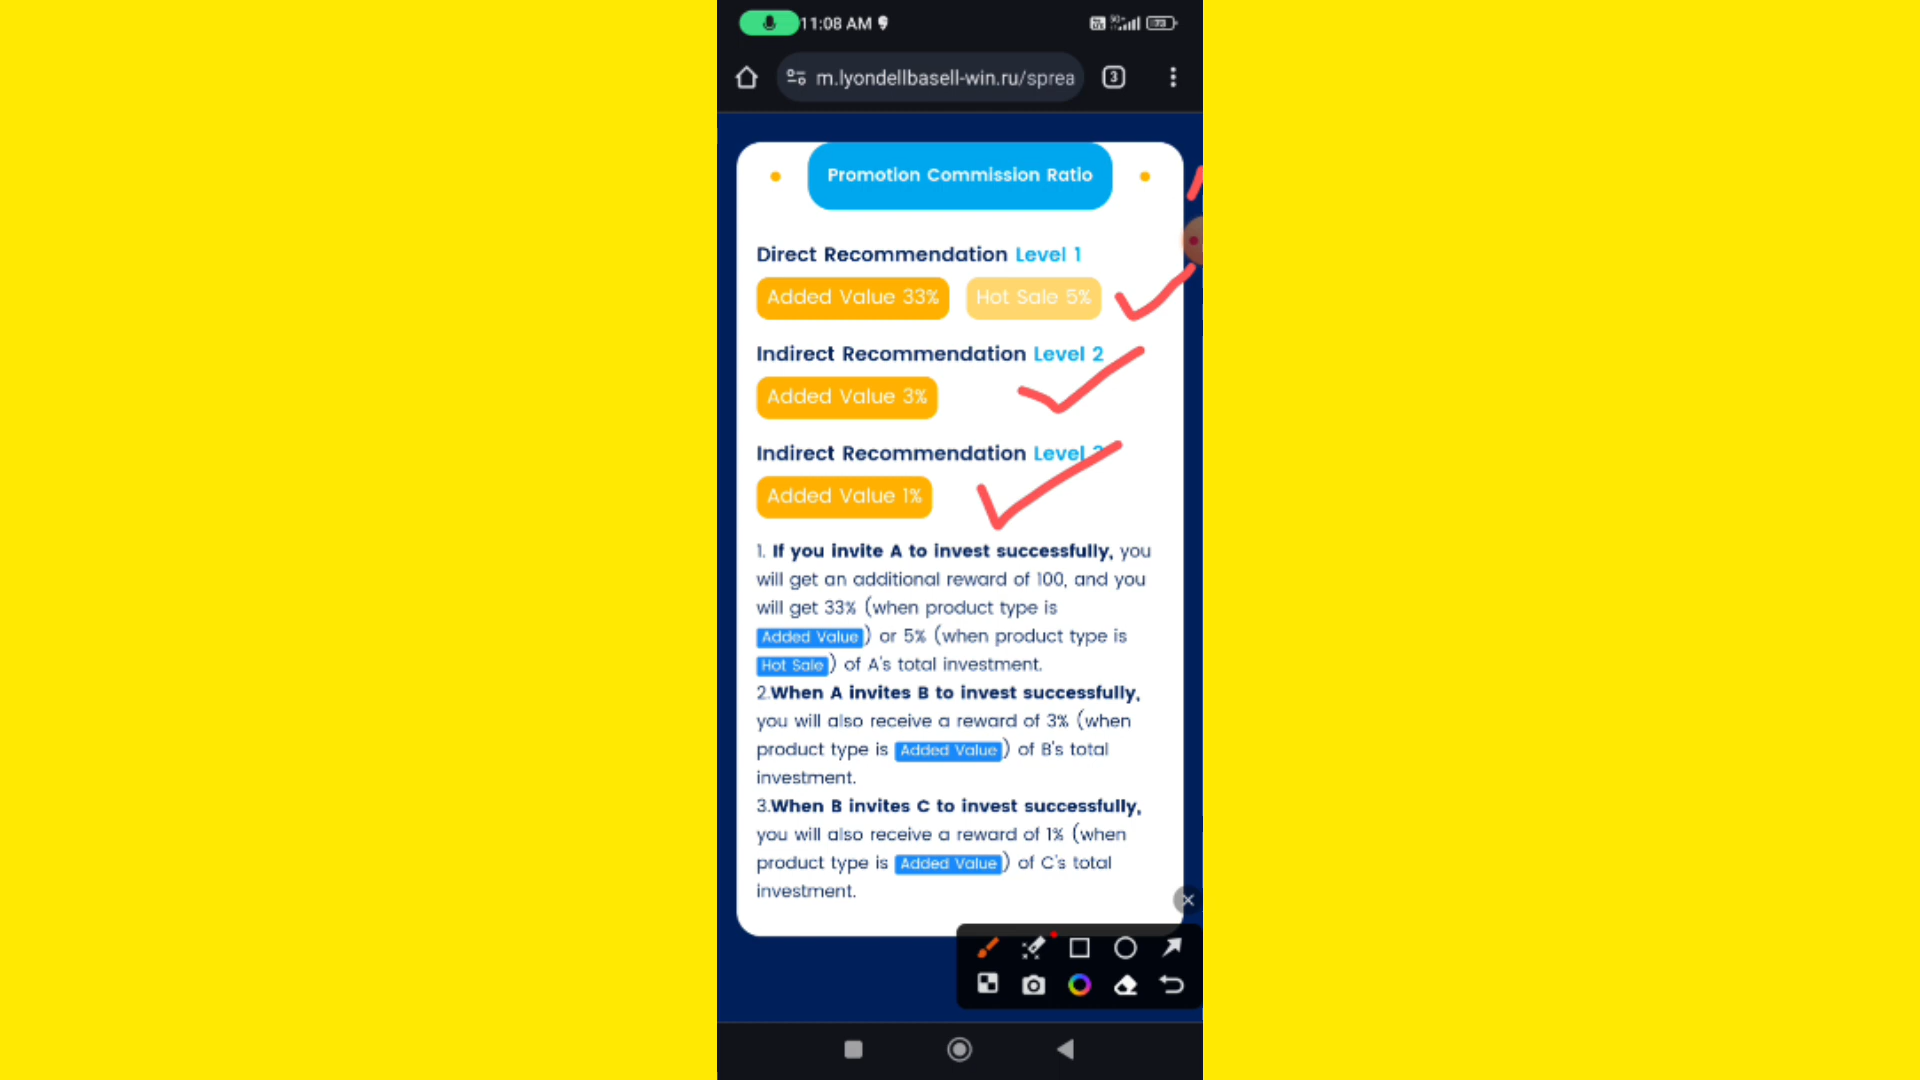 11:08 AM
m.lyondellbasell-win.ru/sprea
3
Promotion Commission Ratio
Direct Recommendation Level 1
Added Value 33% Hot Sale 5%
Indirect Recommendation Level 2
Added Value 3%
Indirect Recommendation Level 3
Added Value 1%
1. If you invite A to invest successfully, you
will get an additional reward of 100, and you
will get 33% (when product type is
Added Value) or 5% (when product type is
Hot Sale) of A's total investment.
2.When A invites B to invest successfully,
you will also receive a reward of 3% (when
product type is Added Value) of B's total
investment.
3.When B invites C to invest successfully,
you will also receive a reward of 1% (when
product type is Added Value) of C's total
investment.